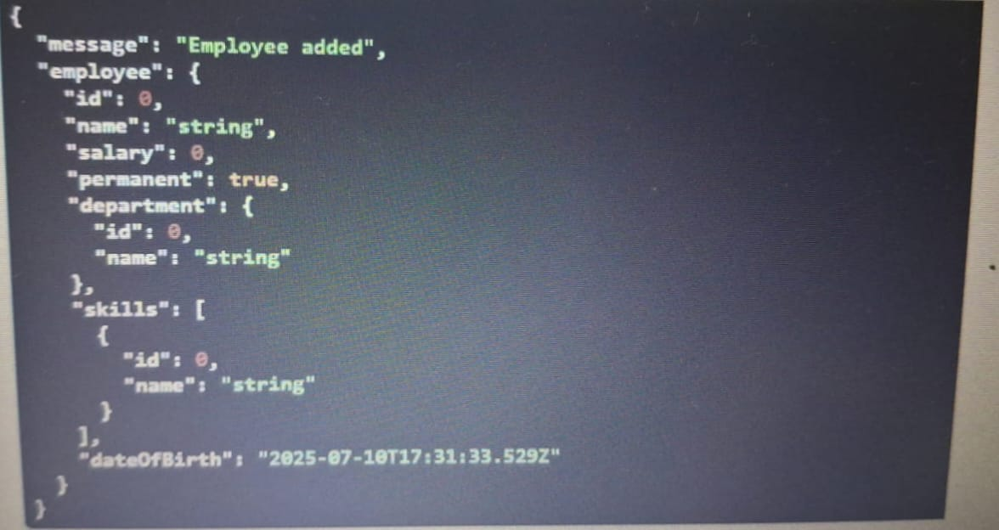 {
"message": "Employee added",
"employee": {
"id": 0,
"name": "string",
"salary": 0,
"permanent": true,
"department": {
"id": 0,
"name": "string"
},
"skills": [
{
"id": 0,
"name": "string"
}
],
"dateOfBirth": "2025-07-10T17:31:33.529Z"
}
}